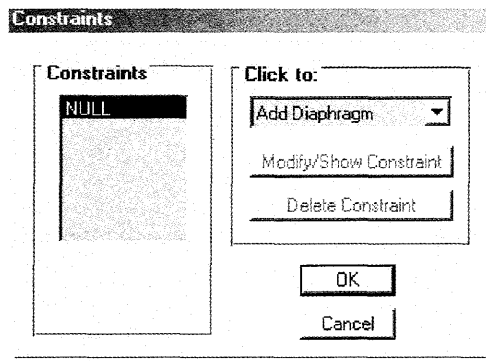 Constraints
Constraints
NULL
Click to:
Add Diaphragm
Modify/Show Constraint
Delete Constraint
OK
Cancel